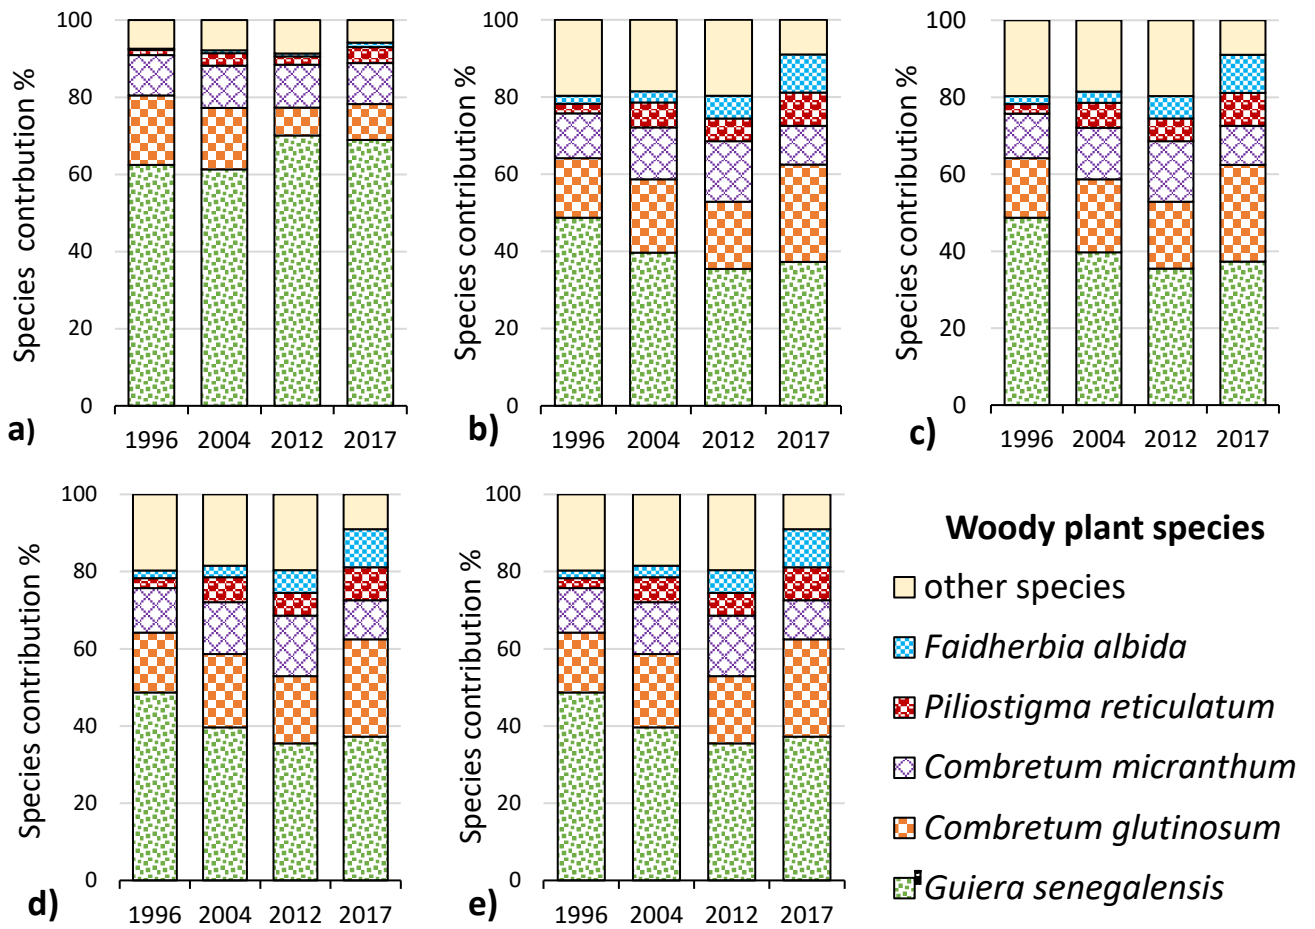 Species contribution %
100
80
60
40
20
0
1996 2004 2012 2017
a)
Species contribution %
100
80
60
40
20
0
1996 2004 2012 2017
b)
Species contribution %
100
80
60
40
20
0
1996 2004 2012 2017
c)
Species contribution %
100
80
60
40
20
0
1996 2004 2012 2017
d)
Species contribution %
100
80
60
40
20
0
1996 2004 2012 2017
e)
Woody plant species
other species
Faidherbia albida
Piliostigma reticulatum
Combretum micranthum
Combretum glutinosum
Guiera senegalensis